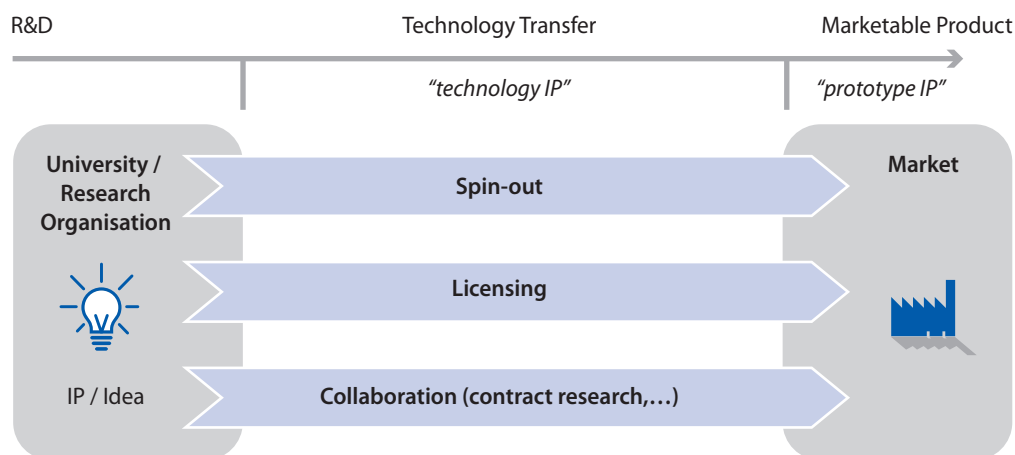 R&D Technology Transfer Marketable Product
“technology IP” “prototype IP”
University /
Research
Organisation
Spin-out
Market
Licensing
IP / Idea
Collaboration (contract research,…)